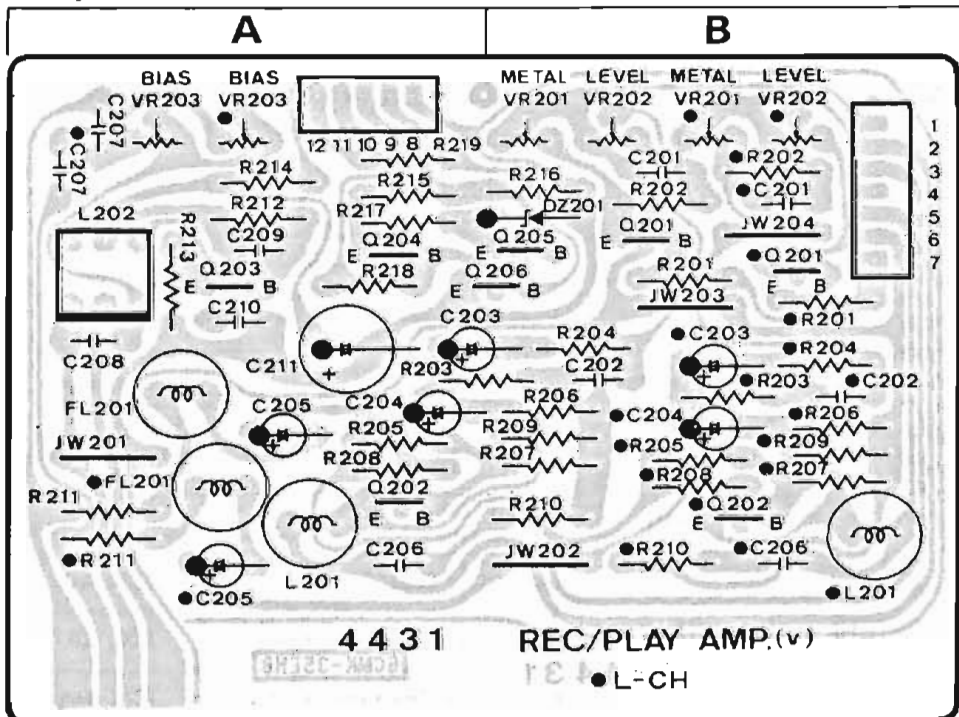 A B
BIAS BIAS METAL LEVEL METAL LEVEL
VR203 ●VR203 VR201 VR202 ●VR201 ●VR202
C207
●C207
12 11 10 9 8 R219
1
2
3
4
5
6
7
R214 R215 R216 C201 ●R202
L202 R212 R217 DZ201 R202 ●C201
R213 C209 Q204 Q205 Q201 JW204
E B E B E B
Q203 R218 Q206 R201 ●Q201
E B E B E B
C210 JW203 ●R201
C208 C211 C203 R204 ●C203 ●R204
+ +
R203 C202 ●R203 ●C202
FL201 C205 C204 R206 ●C204 ●R206
+ + + +
JW201 R205 R209 ●R205 ●R209
R208 R207 ●R208 ●R207
●FL201 Q202 ●Q202
E B E B
R211 R210
●R211 C206 JW202 ●R210 ●C206
+
●C205 L201 ●L201
4431 REC/PLAY AMP.(v)
●L-CH